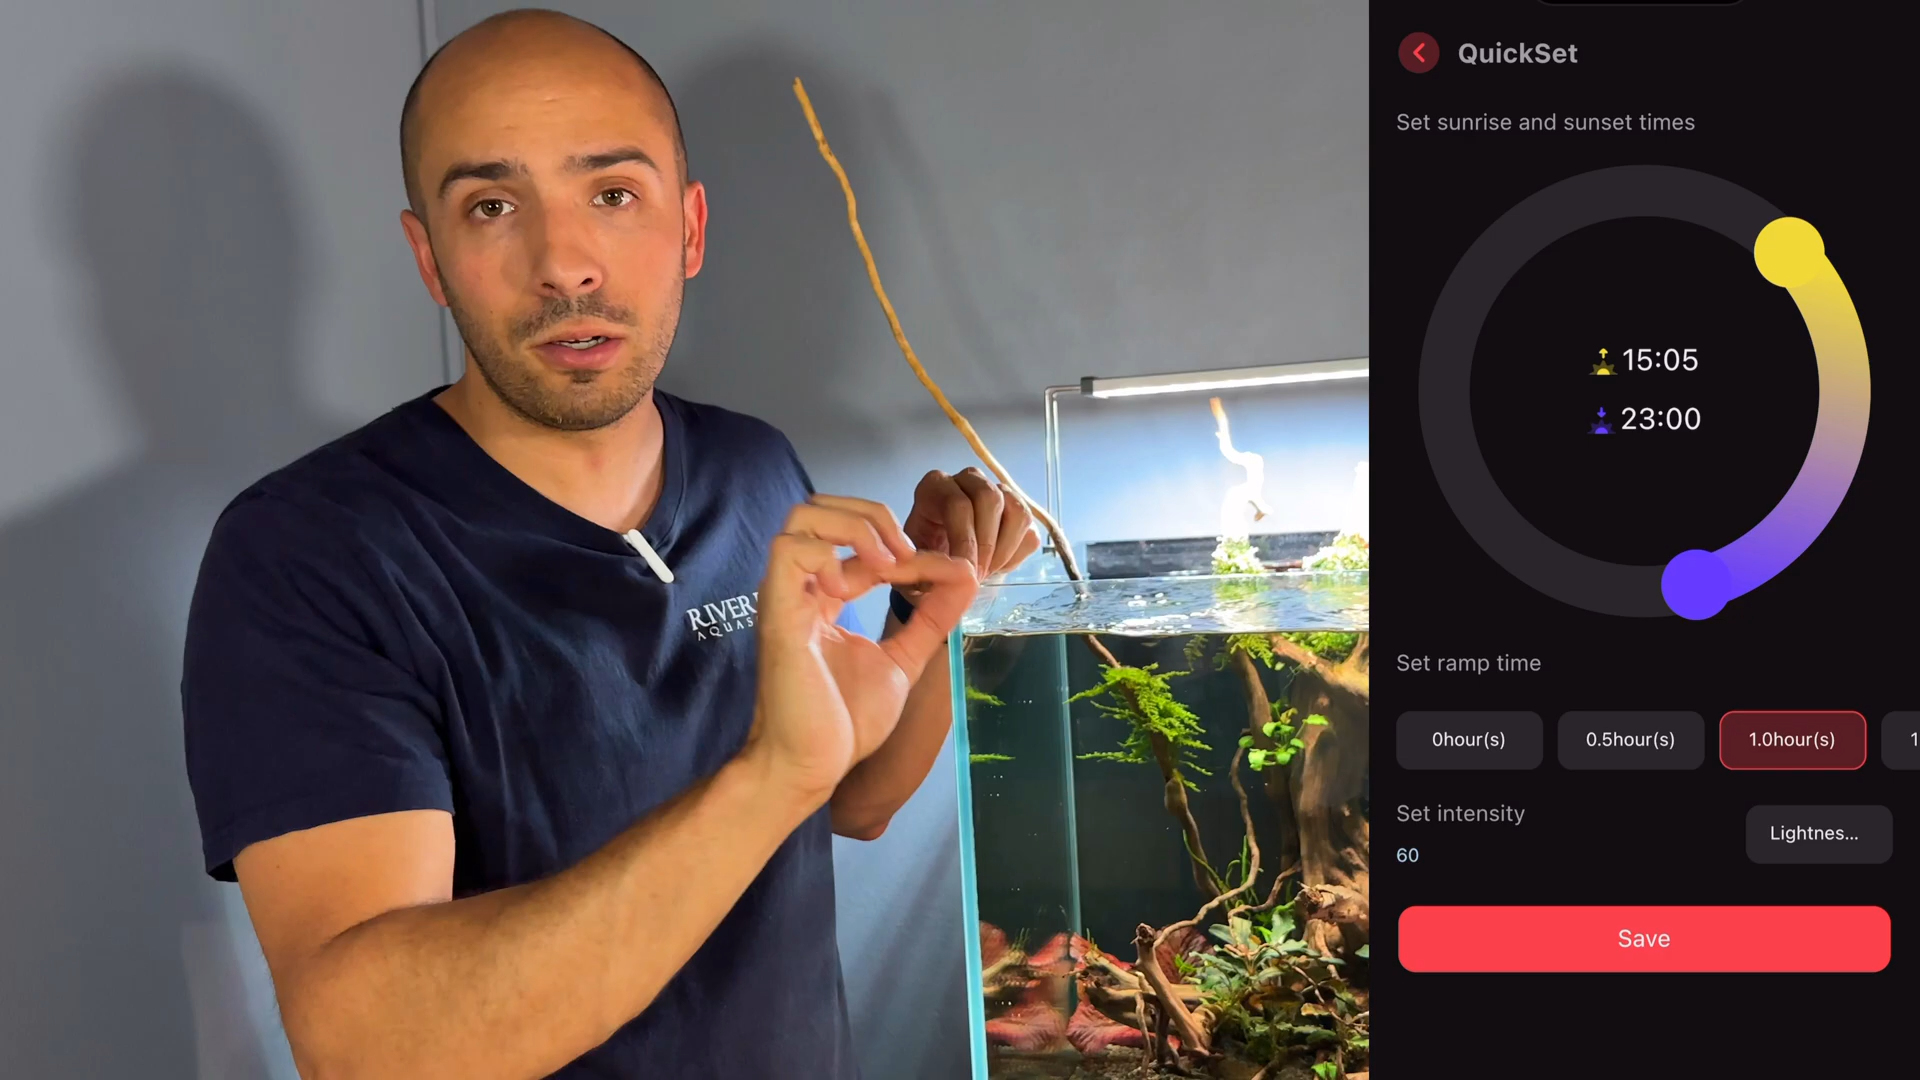 RIVER
AQUAS
QuickSet
Set sunrise and sunset times
15:05
23:00
Set ramp time
0hour(s)
0.5hour(s)
1.0hour(s)
1
Set intensity
Lightnes...
60
Save